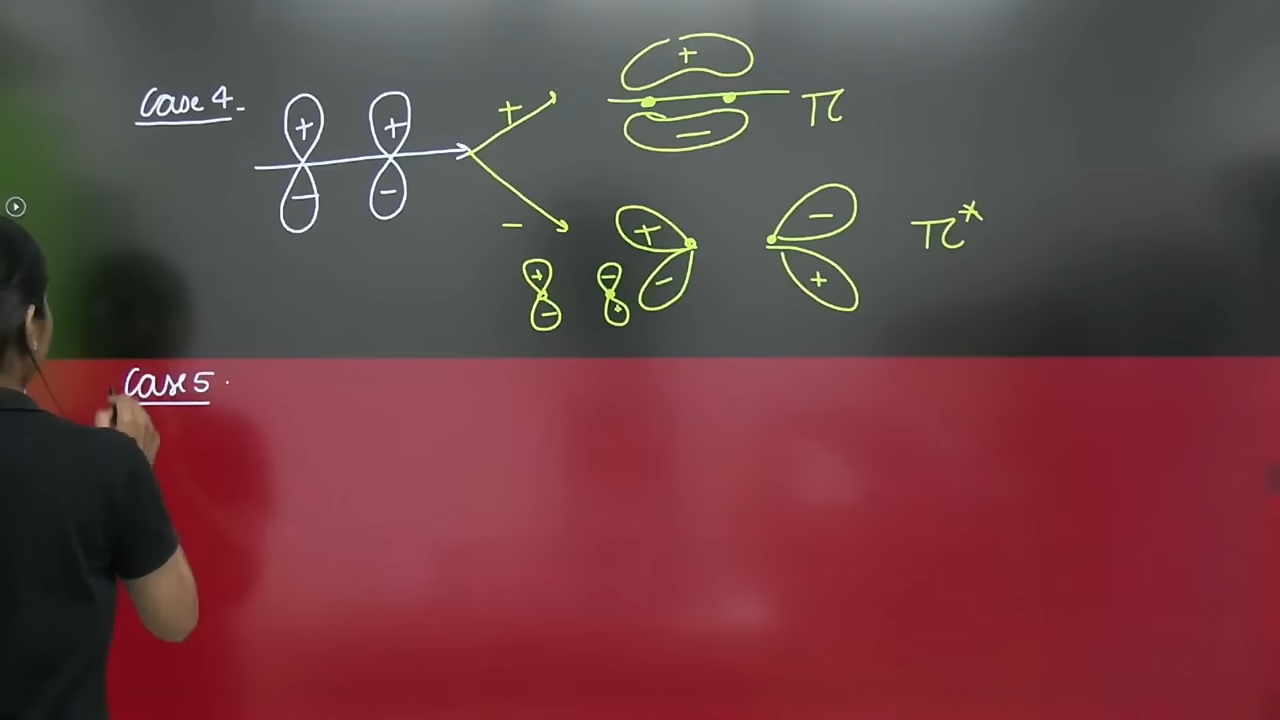 Case 4.
+ + + + π
- - -
- + - π*
+ - - +
- +
Case 5.